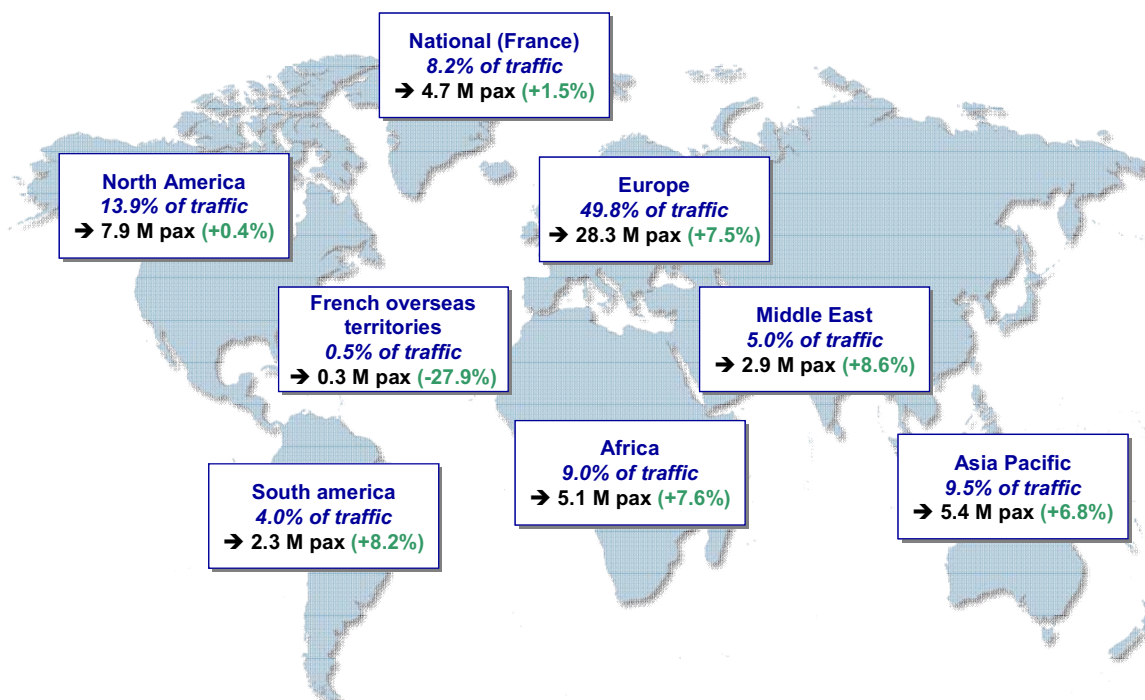 National (France)
8.2% of traffic
➔ 4.7 M pax (+1.5%)
North America
13.9% of traffic
➔ 7.9 M pax (+0.4%)
Europe
49.8% of traffic
➔ 28.3 M pax (+7.5%)
French overseas
territories
0.5% of traffic
➔ 0.3 M pax (-27.9%)
Middle East
5.0% of traffic
➔ 2.9 M pax (+8.6%)
Africa
9.0% of traffic
➔ 5.1 M pax (+7.6%)
Asia Pacific
9.5% of traffic
➔ 5.4 M pax (+6.8%)
South america
4.0% of traffic
➔ 2.3 M pax (+8.2%)